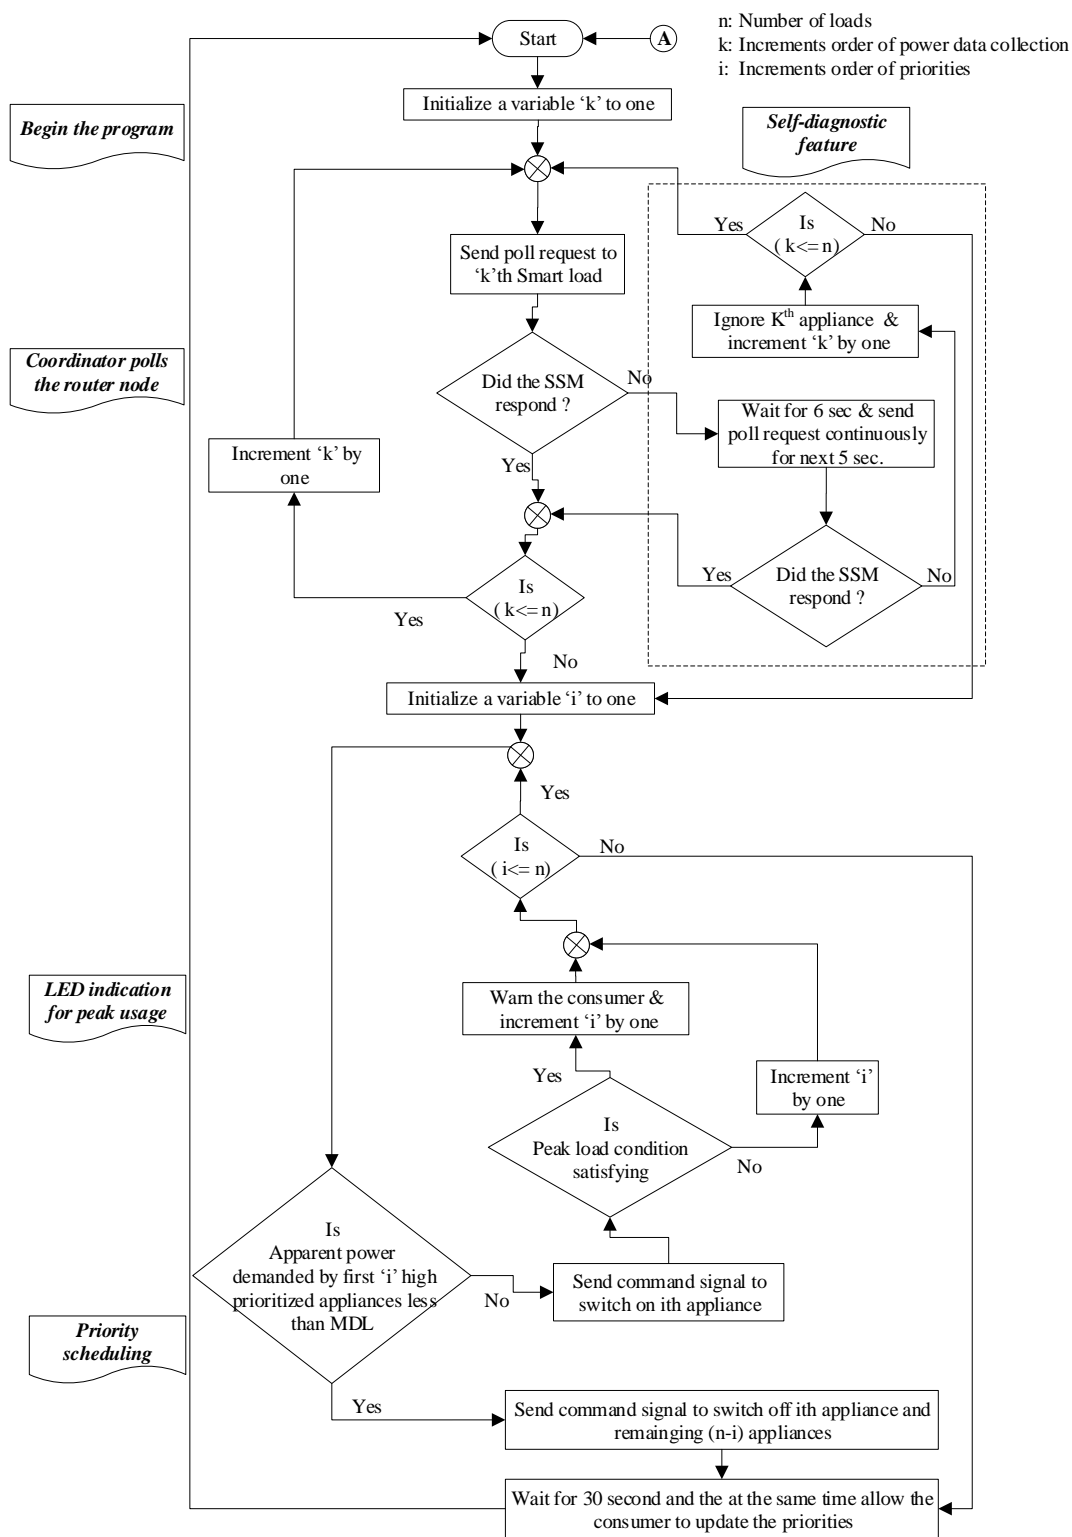 n: Number of loads
k: Increments order of power data collection
i: Increments order of priorities
Start
A
Initialize a variable ‘k’ to one
Begin the program
Self-diagnostic
feature
Yes
Is
( k<= n)
No
Send poll request to
‘k’th Smart load
Ignore Kth appliance &
increment ‘k’ by one
Coordinator polls
the router node
Did the SSM
respond ?
No
Wait for 6 sec & send
poll request continuously
for next 5 sec.
Increment ‘k’ by
one
Yes
Did the SSM
respond ?
Yes
No
Is
( k<= n)
Yes
No
Initialize a variable ‘i’ to one
Yes
Is
( i<= n)
No
LED indication
for peak usage
Warn the consumer &
increment ‘i’ by one
Yes
Increment ‘i’
by one
Is
Peak load condition
satisfying
No
Is
Apparent power
demanded by first ‘i’ high
prioritized appliances less
than MDL
No
Send command signal to
switch on ith appliance
Priority
scheduling
Yes
Send command signal to switch off ith appliance and
remainging (n-i) appliances
Wait for 30 second and the at the same time allow the
consumer to update the priorities